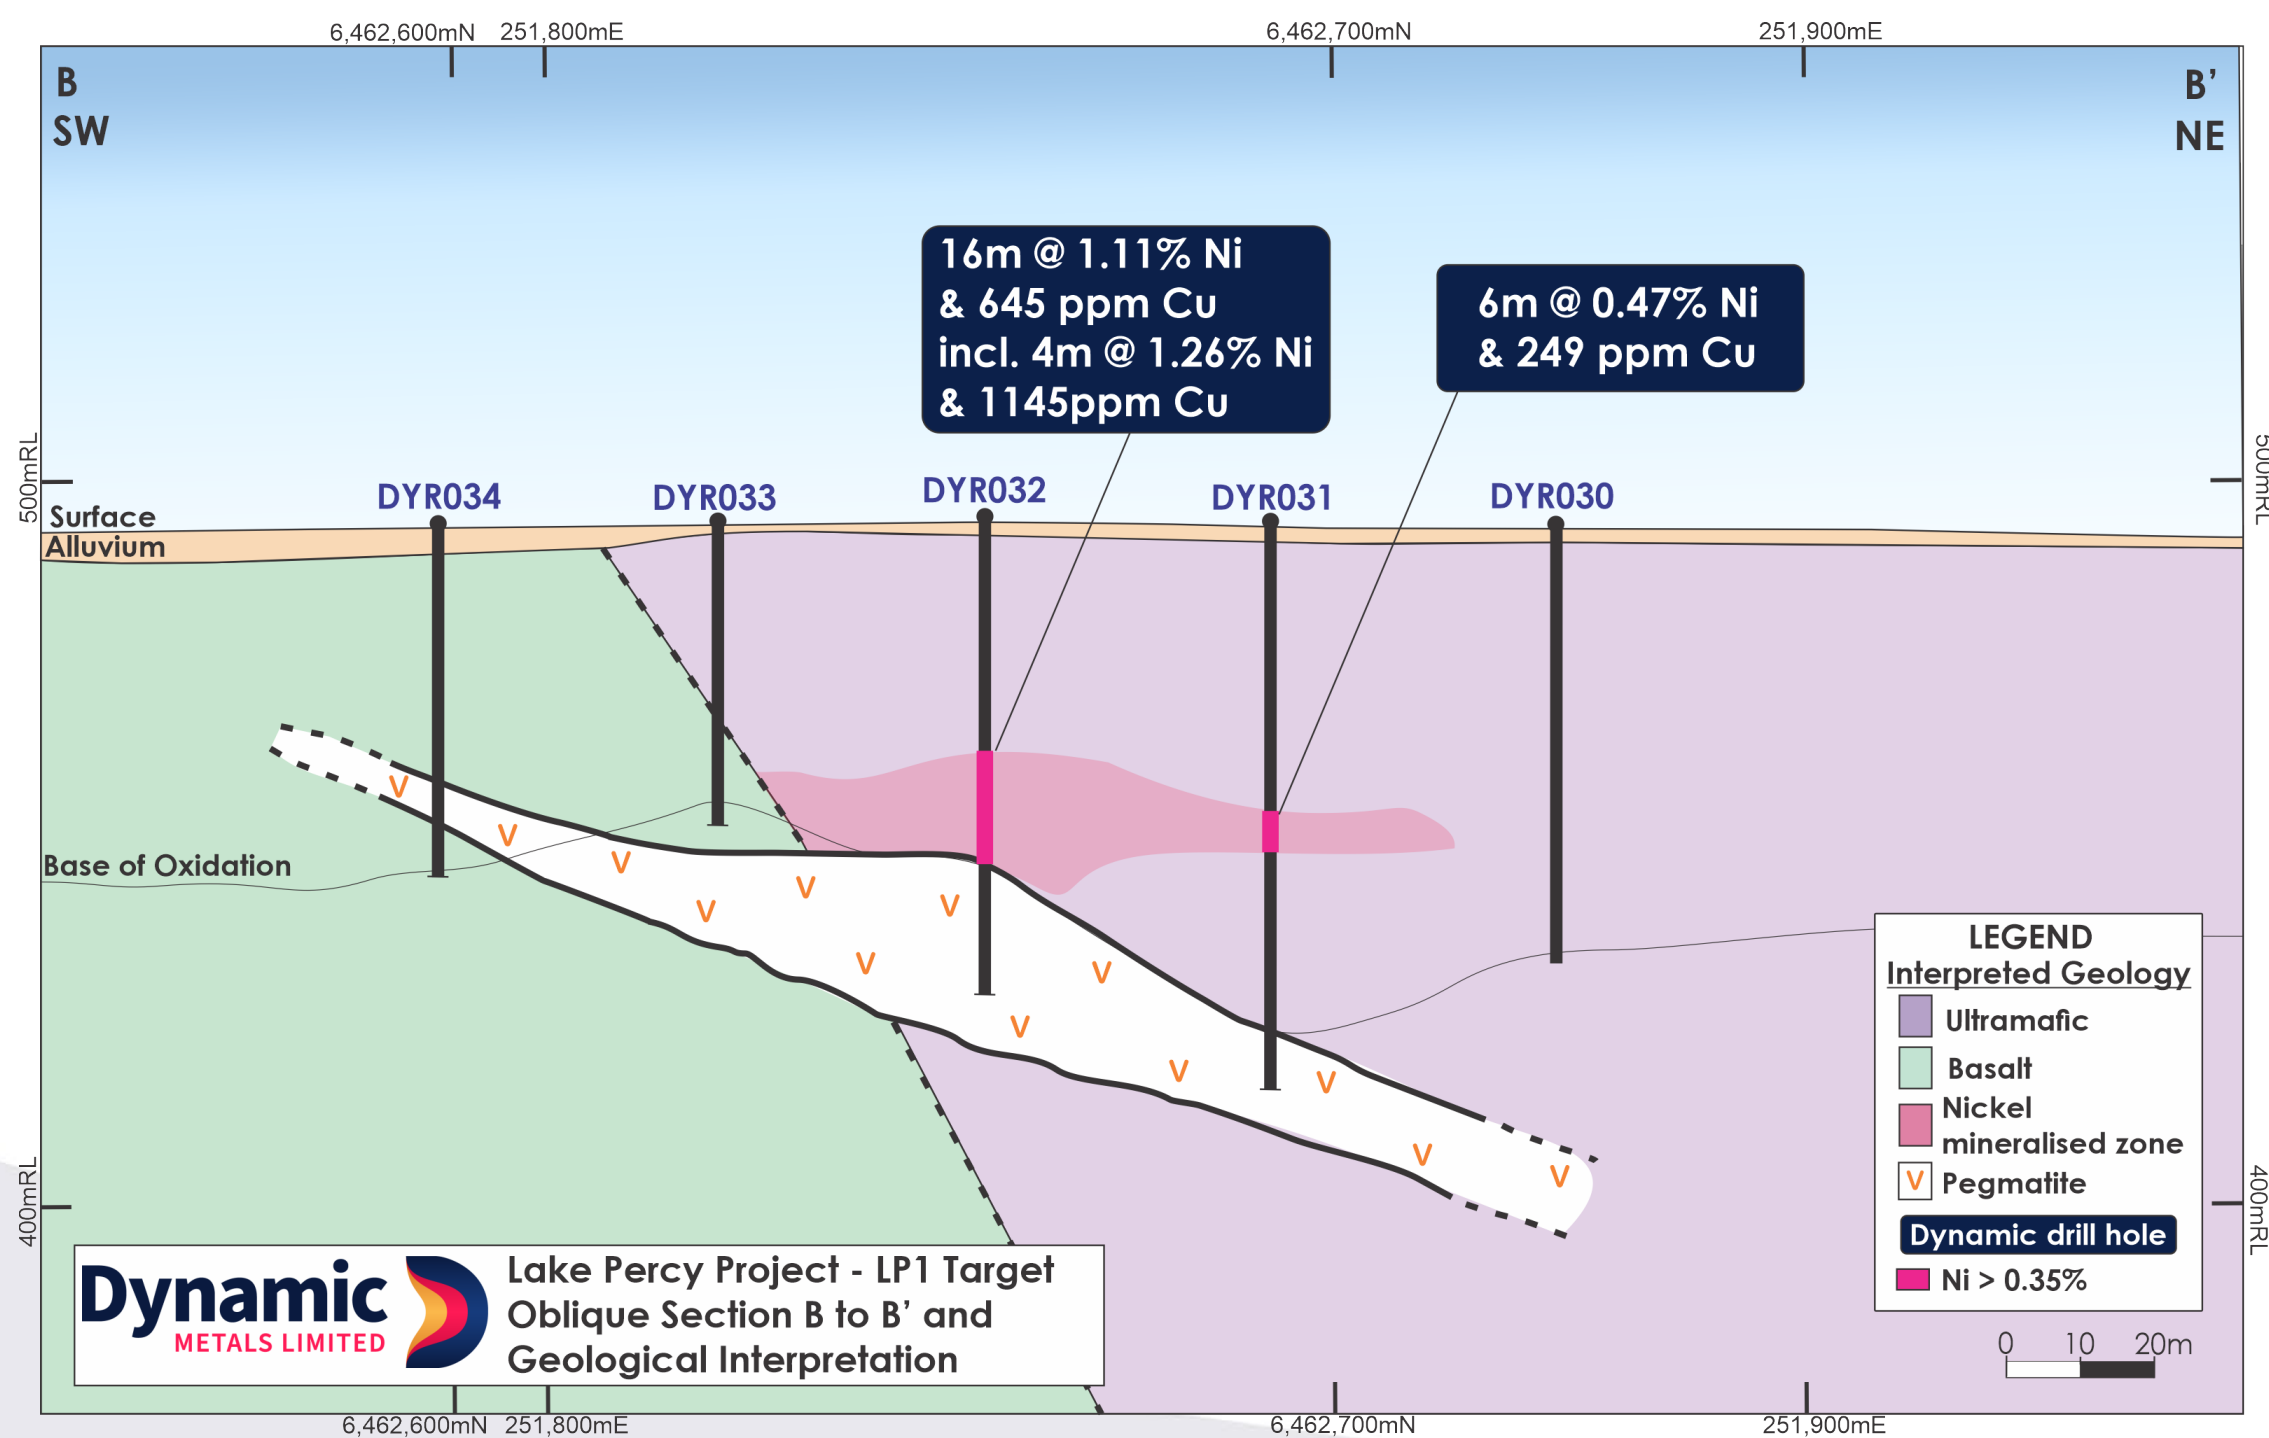 6,462,600mN 251,800mE 6,462,700mN 251,900mE
B
SW
B’
NE
16m @ 1.11% Ni
& 645 ppm Cu
incl. 4m @ 1.26% Ni
& 1145ppm Cu
6m @ 0.47% Ni
& 249 ppm Cu
500mRL
500mRL
DYR034 DYR033 DYR032 DYR031 DYR030
Surface
Alluvium
V
V
V
V
V
V
V
V
V
V
V
V
V
Base of Oxidation
LEGEND
Interpreted Geology
Ultramafic
Basalt
Nickel
mineralised zone
V Pegmatite
Dynamic drill hole
Ni > 0.35%
0 10 20m
400mRL
400mRL
Dynamic
METALS LIMITED
Lake Percy Project - LP1 Target
Oblique Section B to B’ and
Geological Interpretation
6,462,600mN 251,800mE 6,462,700mN 251,900mE